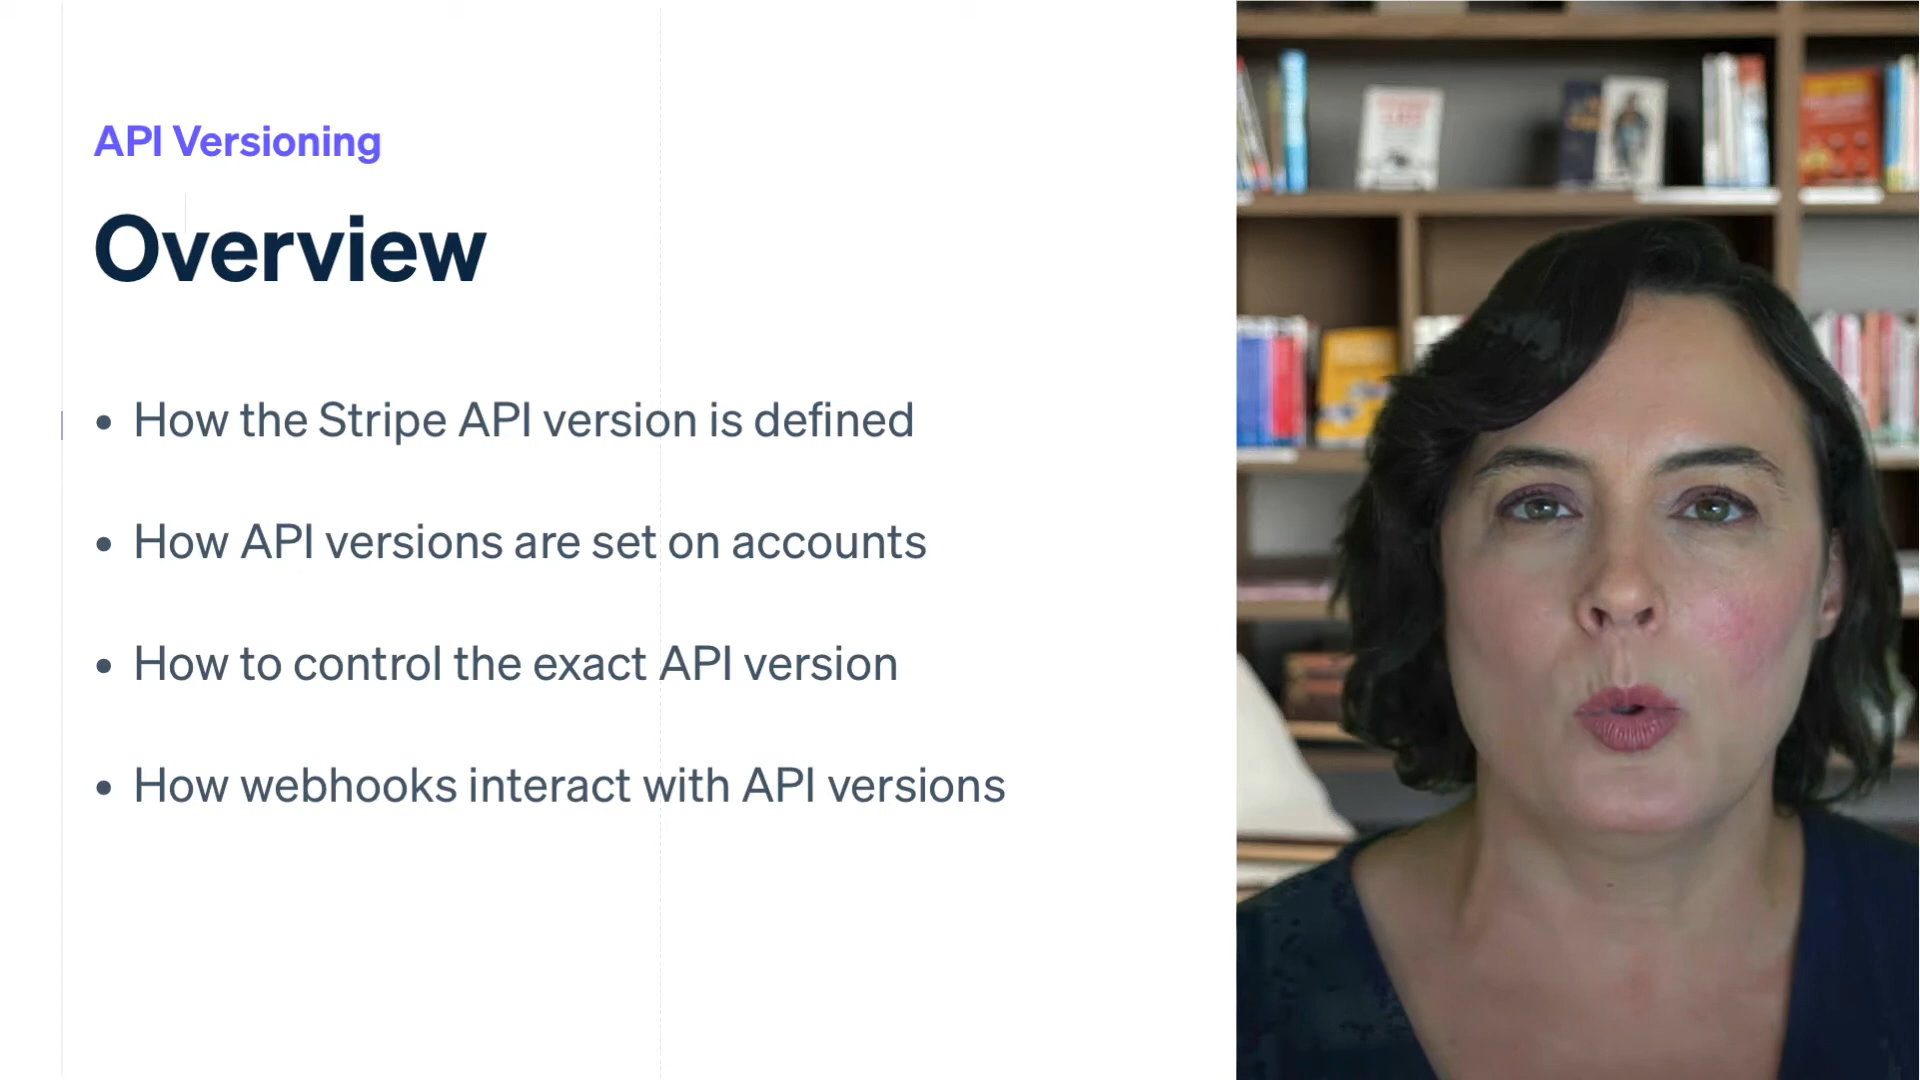 API Versioning
Overview
• How the Stripe API version is defined
• How API versions are set on accounts
• How to control the exact API version
• How webhooks interact with API versions